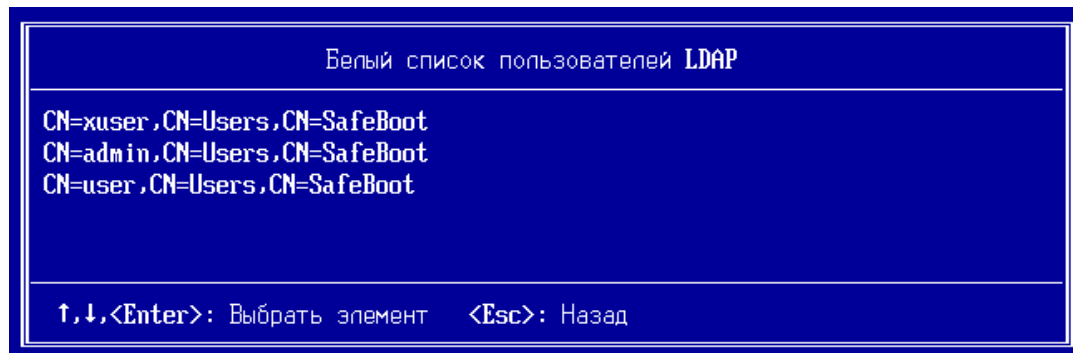 Белый список пользователей LDAP
CN=xuser,CN=Users,CN=SafeBoot
CN=admin,CN=Users,CN=SafeBoot
CN=user,CN=Users,CN=SafeBoot
↑,↓,<Enter>: Выбрать элемент <Esc>: Назад